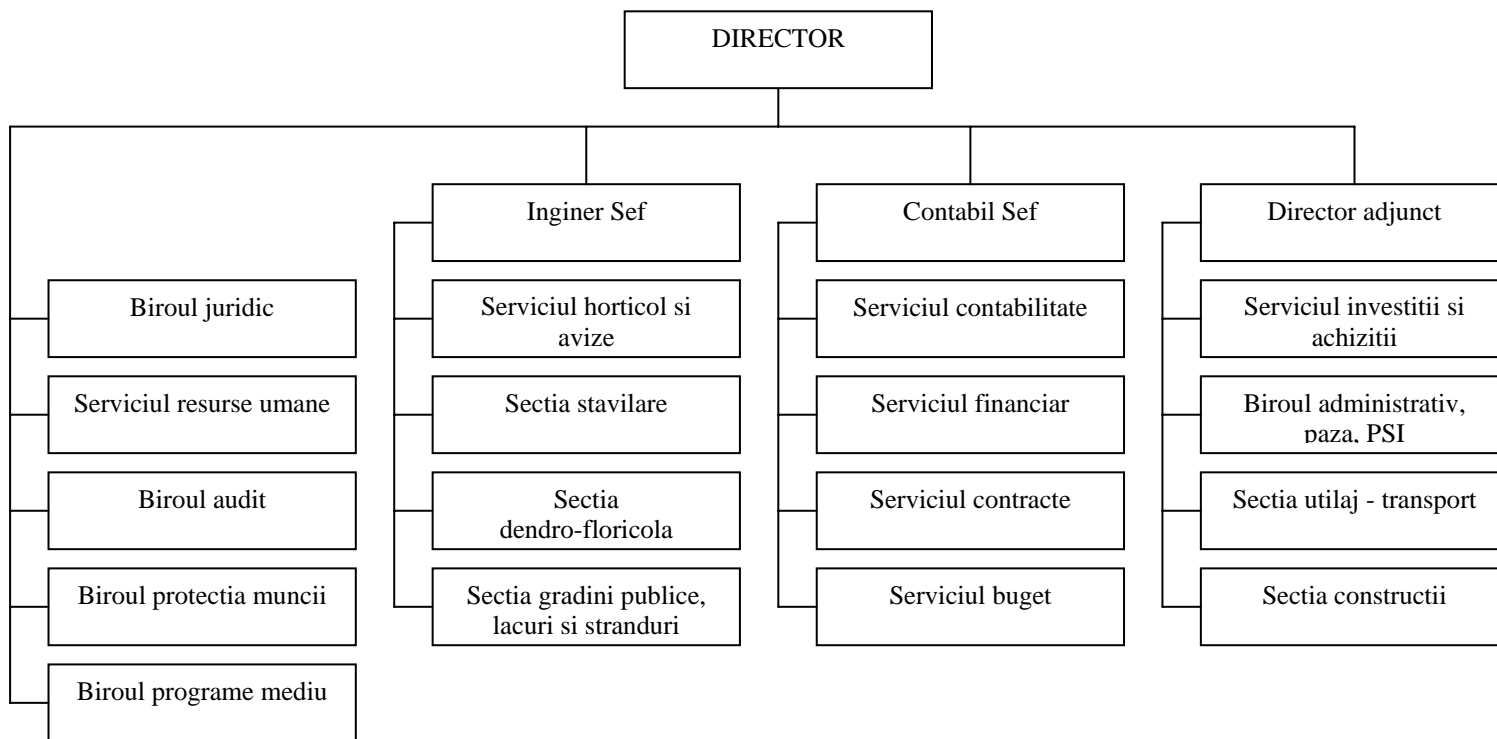 DIRECTOR
Inginer Sef
Contabil Sef
Director adjunct
Biroul juridic
Serviciul horticol si
avize
Serviciul contabilitate
Serviciul investitii si
achizitii
Serviciul resurse umane
Sectia stavilare
Serviciul financiar
Biroul administrativ,
paza, PSI
Biroul audit
Sectia
dendro-floricola
Serviciul contracte
Sectia utilaj - transport
Biroul protectia muncii
Sectia gradini publice,
lacuri si stranduri
Serviciul buget
Sectia constructii
Biroul programe mediu